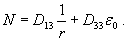 N = D₁₃ 1/r + D₃₃ ε₀ .